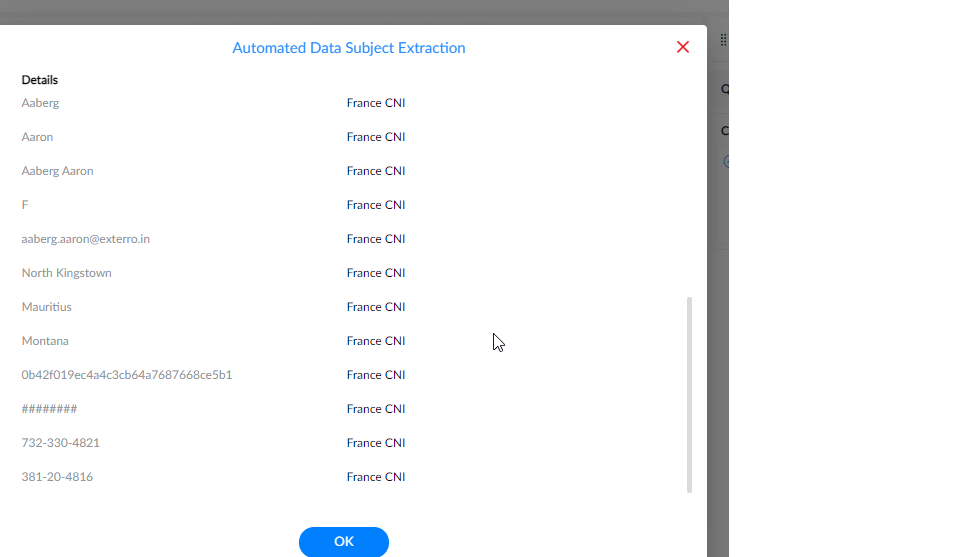 Automated Data Subject Extraction
Details
Aaberg France CNI
Aaron France CNI
Aaberg Aaron France CNI
F France CNI
aaberg.aaron@exterro.in France CNI
North Kingstown France CNI
Mauritius France CNI
Montana France CNI
0b42f019ec4a4c3cb64a7687668ce5b1 France CNI
######## France CNI
732-330-4821 France CNI
381-20-4816 France CNI
OK